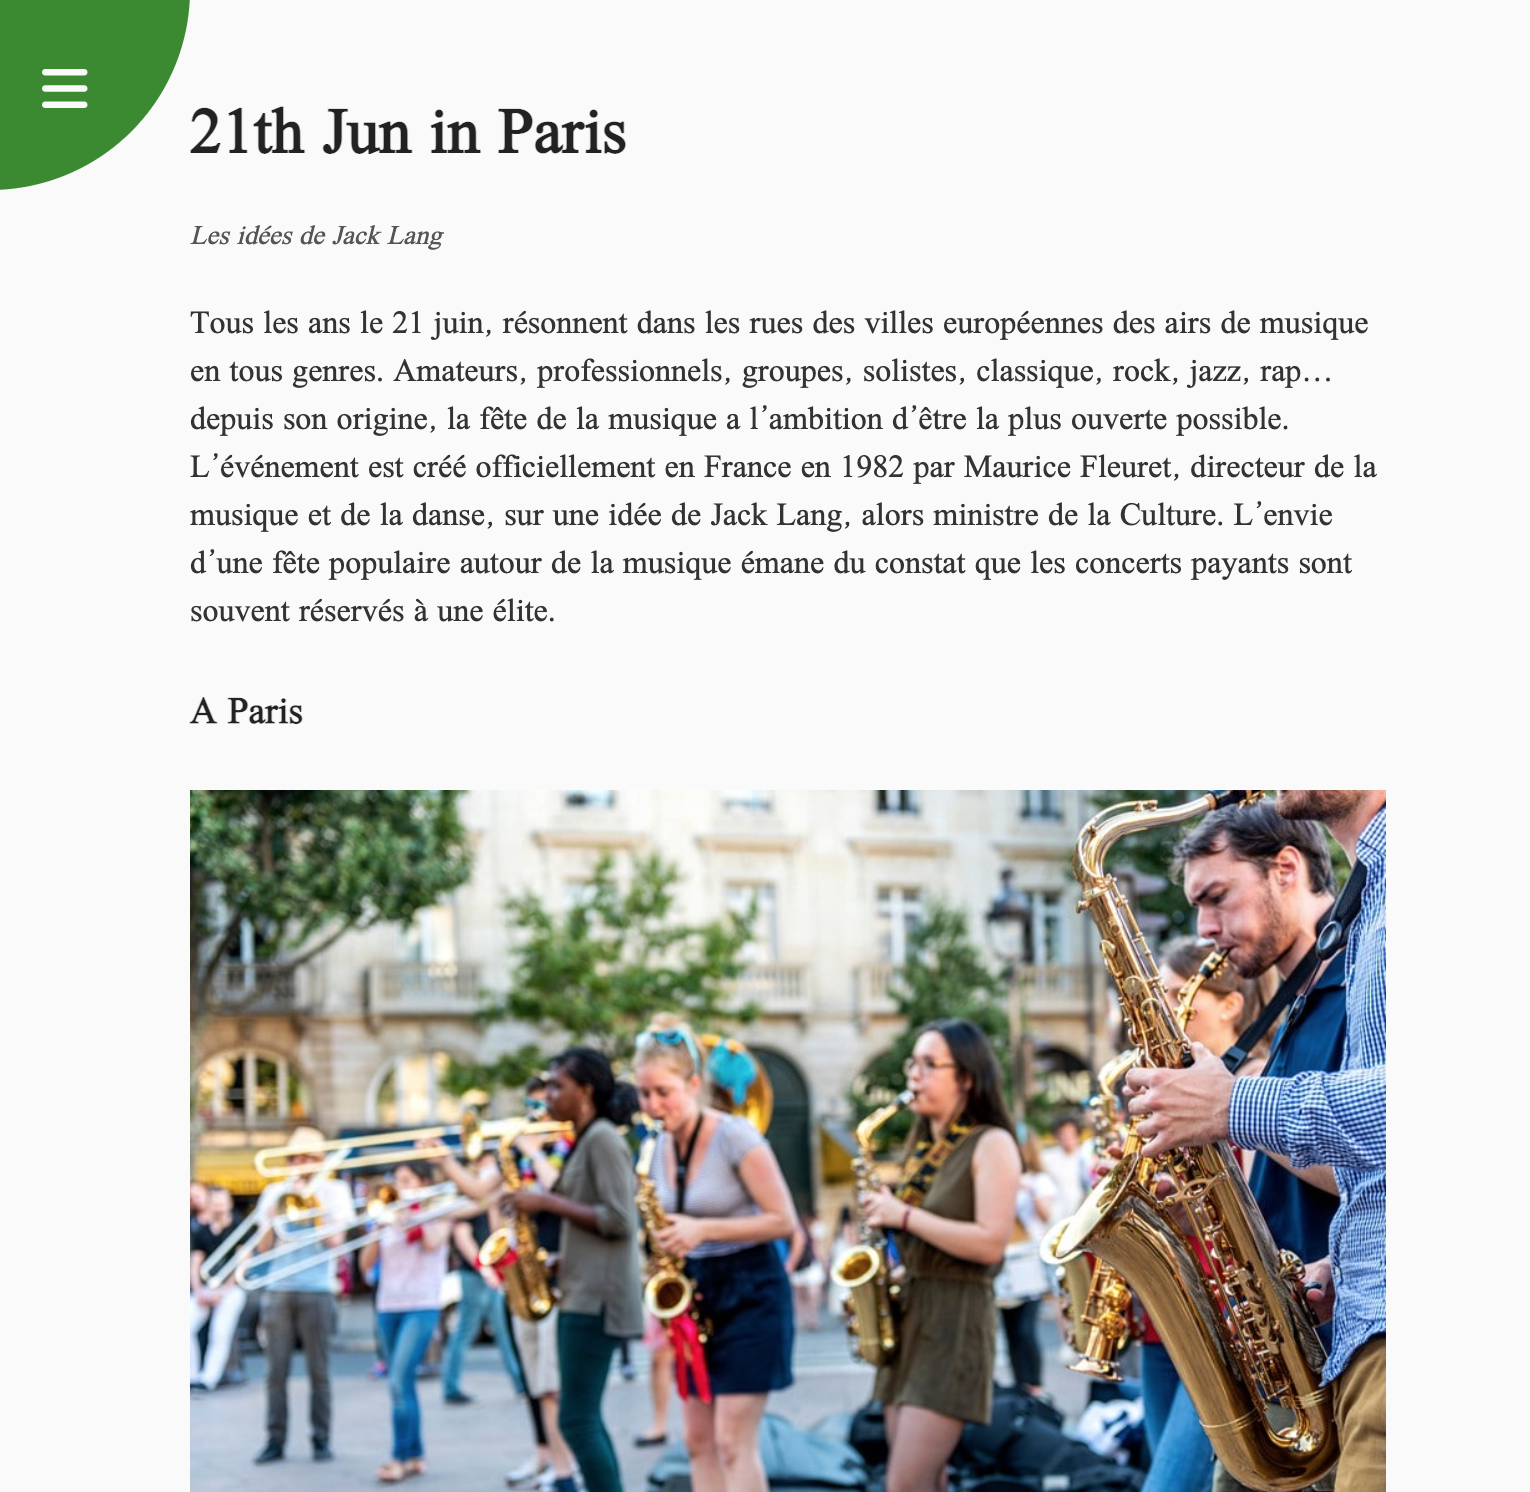 21th Jun in Paris
Les idées de Jack Lang
Tous les ans le 21 juin, résonnent dans les rues des villes européennes des airs de musique
en tous genres. Amateurs, professionnels, groupes, solistes, classique, rock, jazz, rap…
depuis son origine, la fête de la musique a l’ambition d’être la plus ouverte possible.
L’événement est créé officiellement en France en 1982 par Maurice Fleuret, directeur de la
musique et de la danse, sur une idée de Jack Lang, alors ministre de la Culture. L’envie
d’une fête populaire autour de la musique émane du constat que les concerts payants sont
souvent réservés à une élite.
A Paris